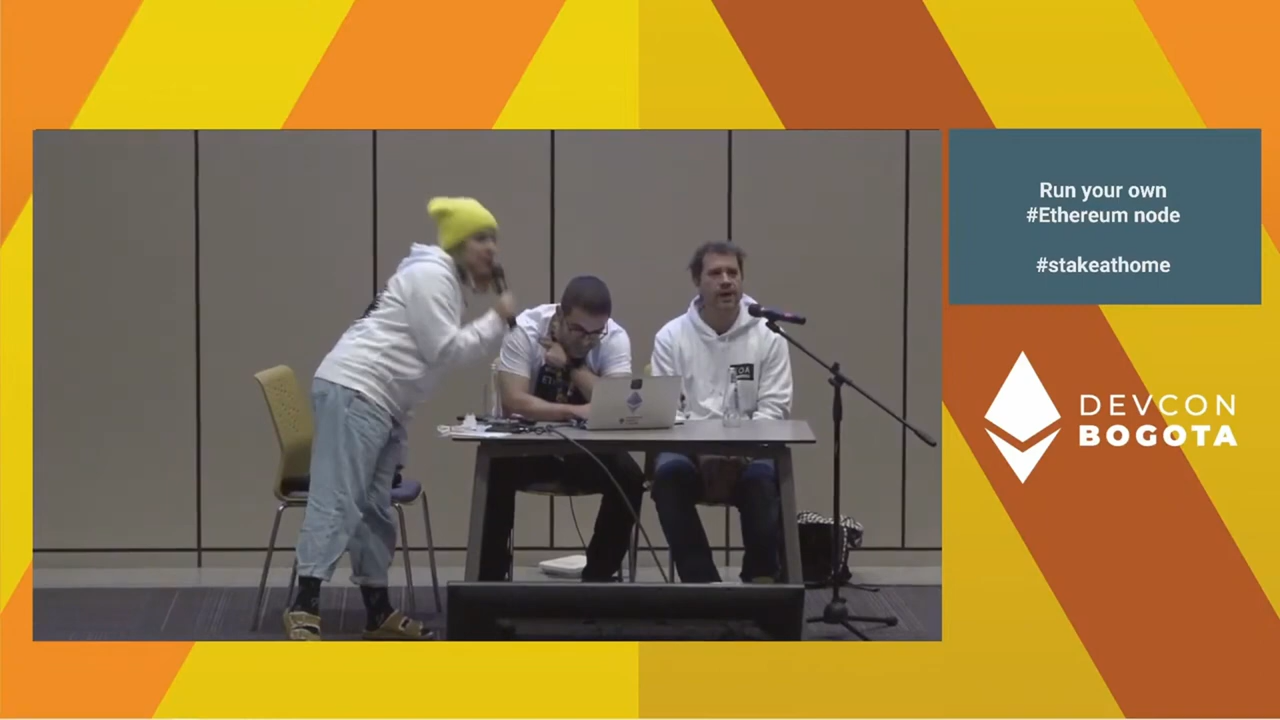 Run your own
#Ethereum node
#stakeathome
DEVCON
BOGOTA